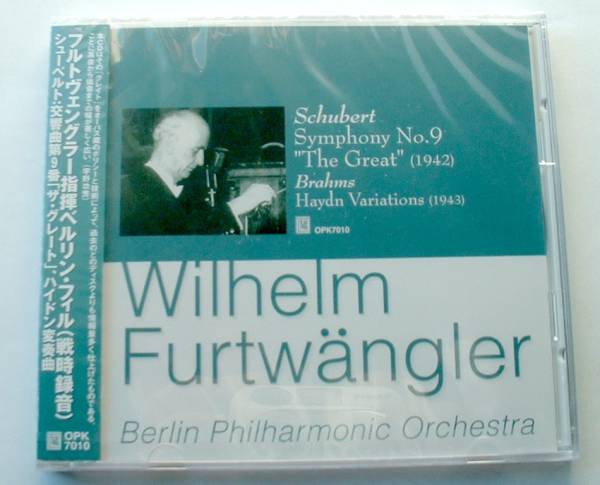 Schubert
Symphony No.9
"The Great" (1942)
Brahms
Haydn Variations (1943)
OPK7010
Wilhelm
Furtwängler
Berlin Philharmonic Orchestra
フルトヴェングラー指揮ベルリン・フィル(戦時録音)
シューベルト:交響曲第9番「ザ・グレート」、ハイドン変奏曲
OPK
7010